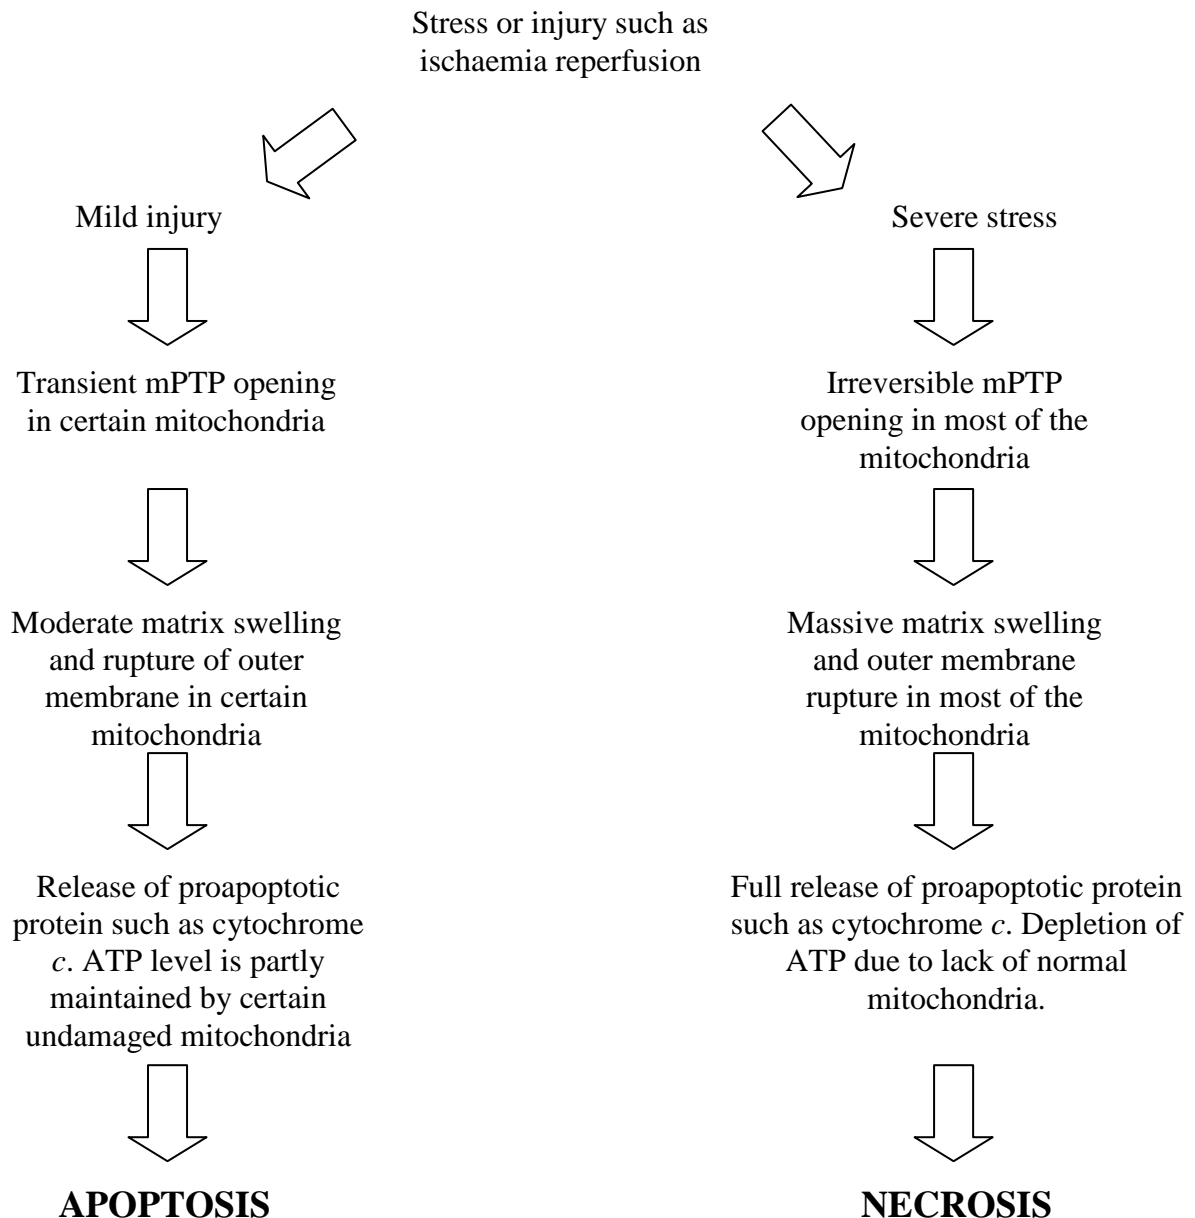 Stress or injury such as
ischaemia reperfusion
Mild injury
Severe stress
Transient mPTP opening
in certain mitochondria
Irreversible mPTP
opening in most of the
mitochondria
Moderate matrix swelling
and rupture of outer
membrane in certain
mitochondria
Massive matrix swelling
and outer membrane
rupture in most of the
mitochondria
Release of proapoptotic
protein such as cytochrome
c. ATP level is partly
maintained by certain
undamaged mitochondria
Full release of proapoptotic protein
such as cytochrome c. Depletion of
ATP due to lack of normal
mitochondria.
APOPTOSIS
NECROSIS